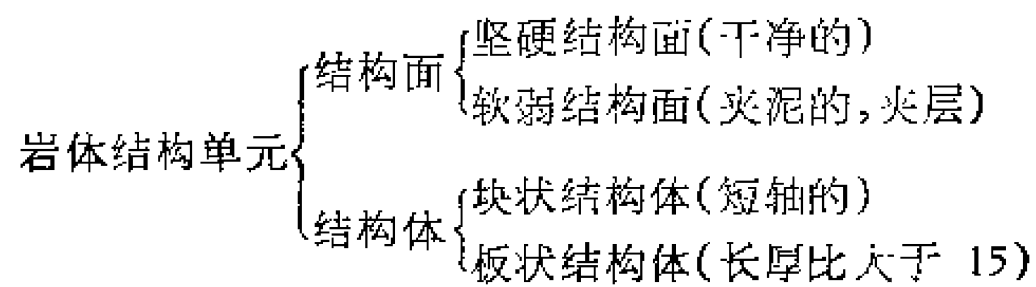 岩体结构单元
结构面
坚硬结构面(干净的)
软弱结构面(夹泥的,夹层)
结构体
块状结构体(短轴的)
板状结构体(长厚比大于 15)